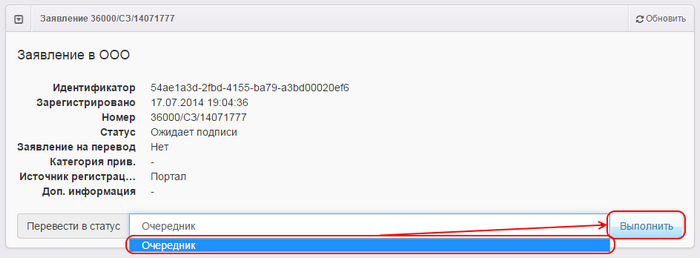 Заявление 36000/СЗ/14071777 Обновить
Заявление в ООО
Идентификатор 54ae1a3d-2fbd-4155-ba79-a3bd00020ef6
Зарегистрировано 17.07.2014 19:04:36
Номер 36000/СЗ/14071777
Статус Ожидает подписи
Заявление на перевод Нет
Категория прив. -
Источник регистрац... Портал
Доп. информация -
Перевести в статус Очередник Выполнить
Очередник